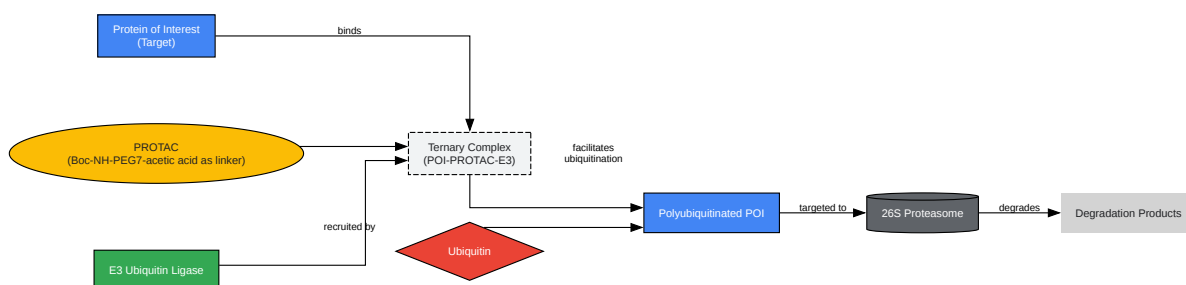 Protein of Interest
(Target)
binds
PROTAC
(Boc-NH-PEG7-acetic acid as linker)
Ternary Complex
(POI-PROTAC-E3)
facilitates
ubiquitination
recruited by
E3 Ubiquitin Ligase
Ubiquitin
Polyubiquitinated POI
targeted to
26S Proteasome
degrades
Degradation Products